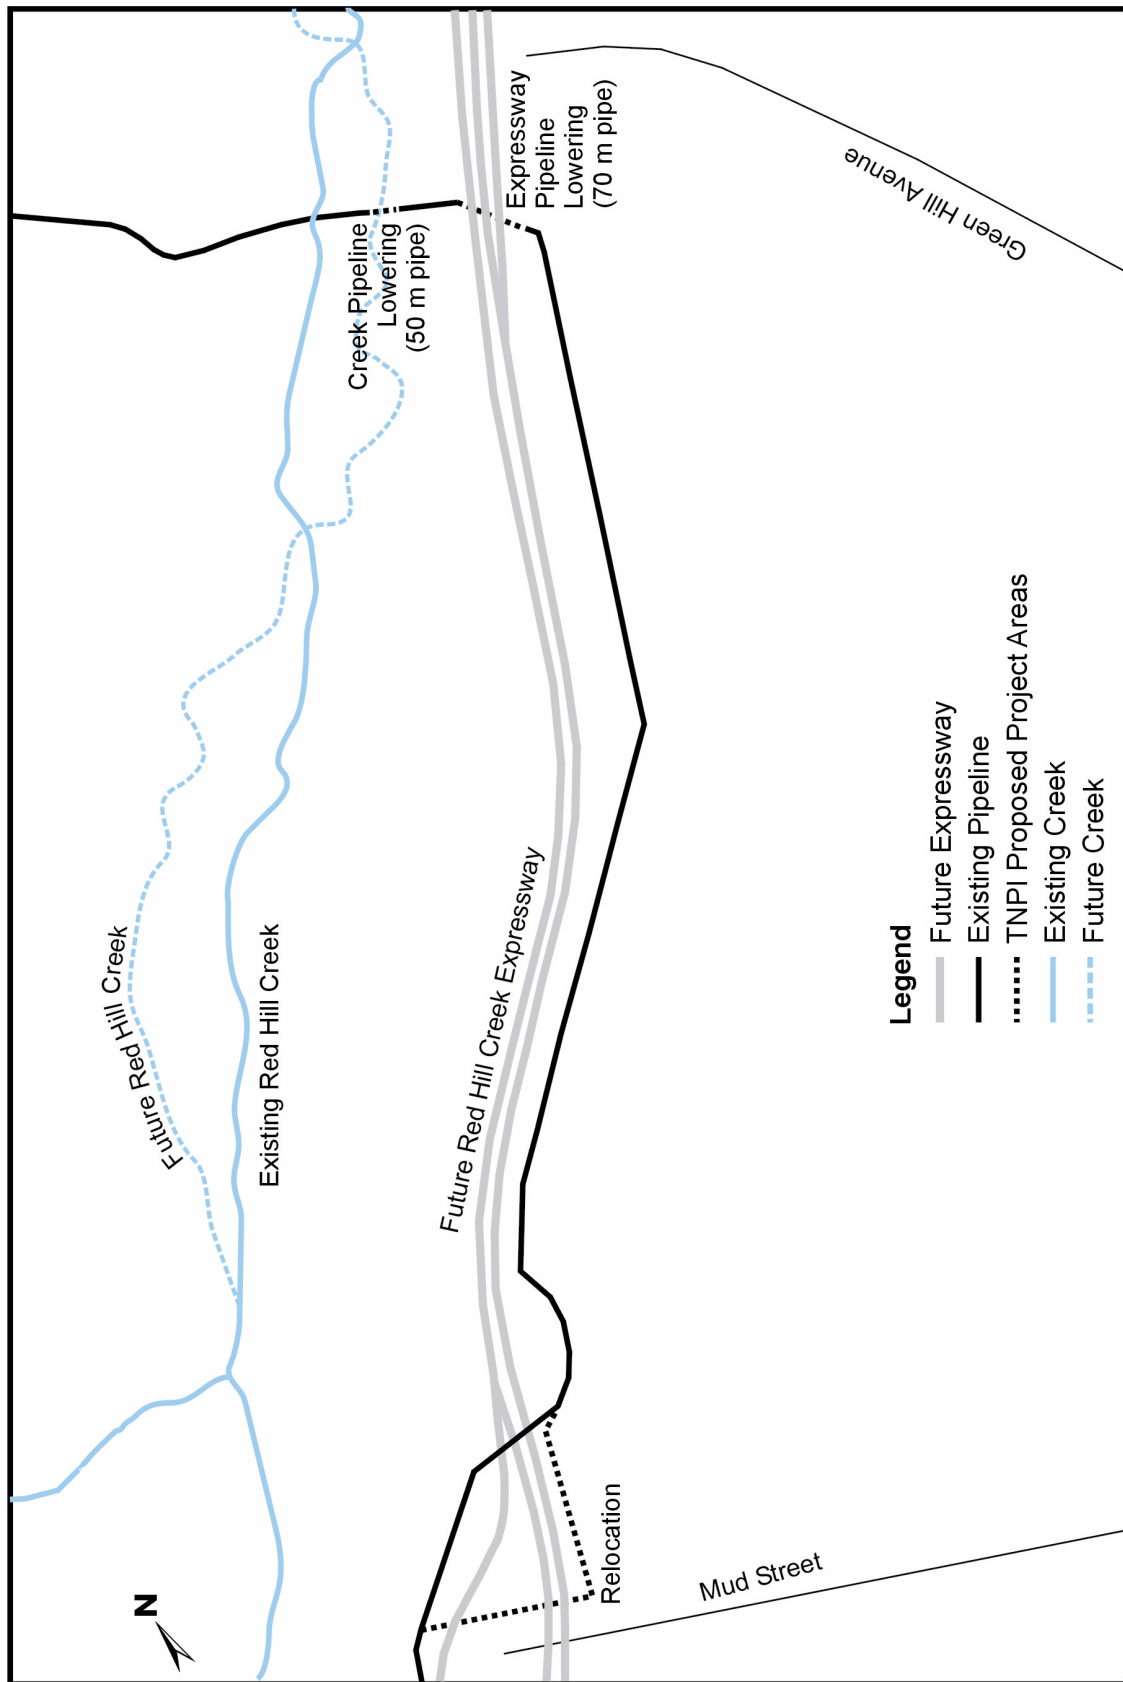 Future Red Hill Creek
Existing Red Hill Creek
Creek Pipeline
Lowering
(50 m pipe)
Expressway
Pipeline
Lowering
(70 m pipe)
Green Hill Avenue
Future Red Hill Creek Expressway
N
Relocation
Mud Street
Legend
Future Expressway
Existing Pipeline
TNPI Proposed Project Areas
Existing Creek
Future Creek